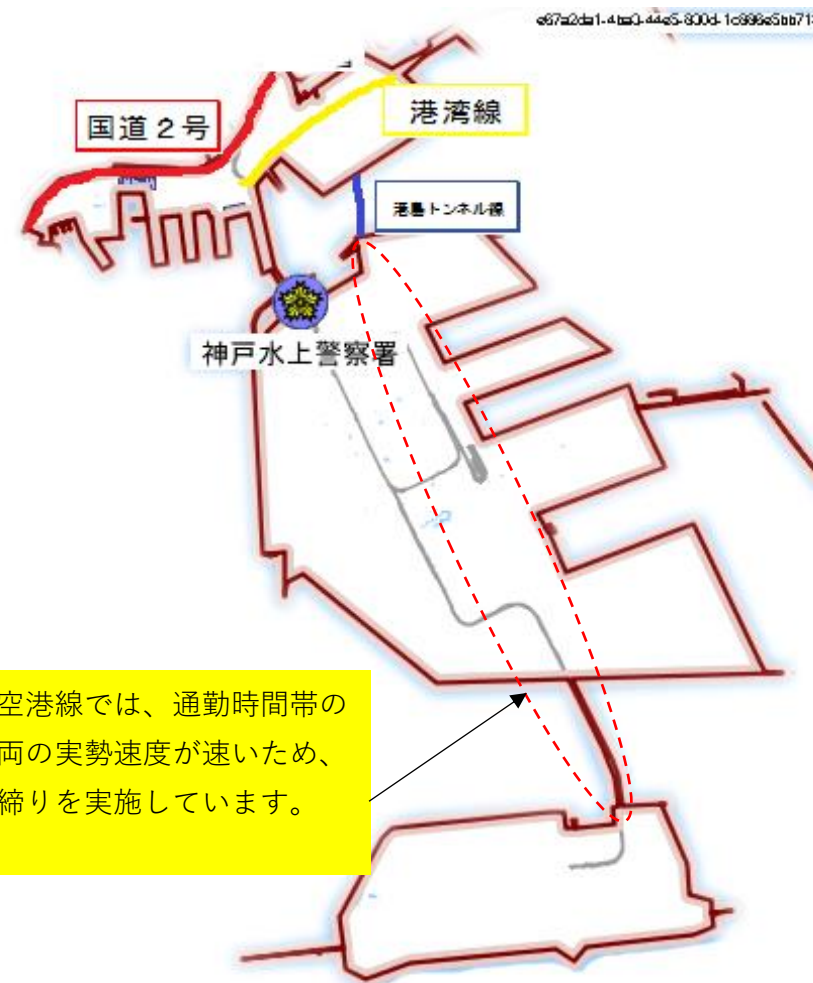 国道２号
港湾線
港島トンネル線
神戸水上警察署
空港線では、通勤時間帯の
両の実勢速度が速いため、
締りを実施しています。